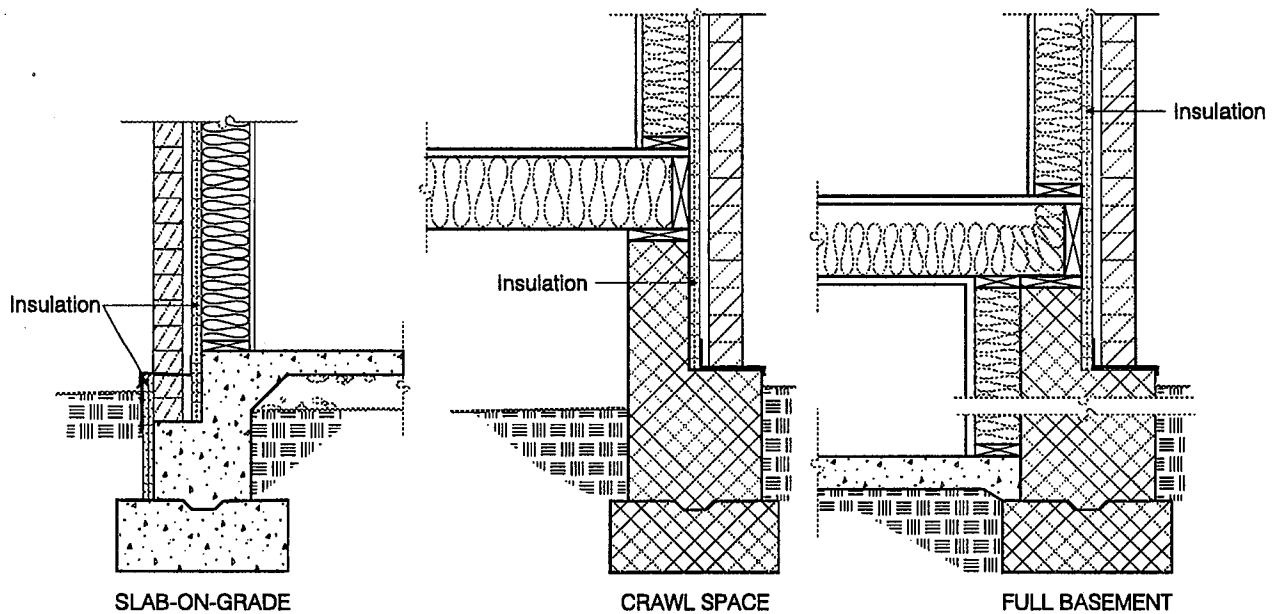 Insulation
Insulation
Insulation
SLAB-ON-GRADE
CRAWL SPACE
FULL BASEMENT